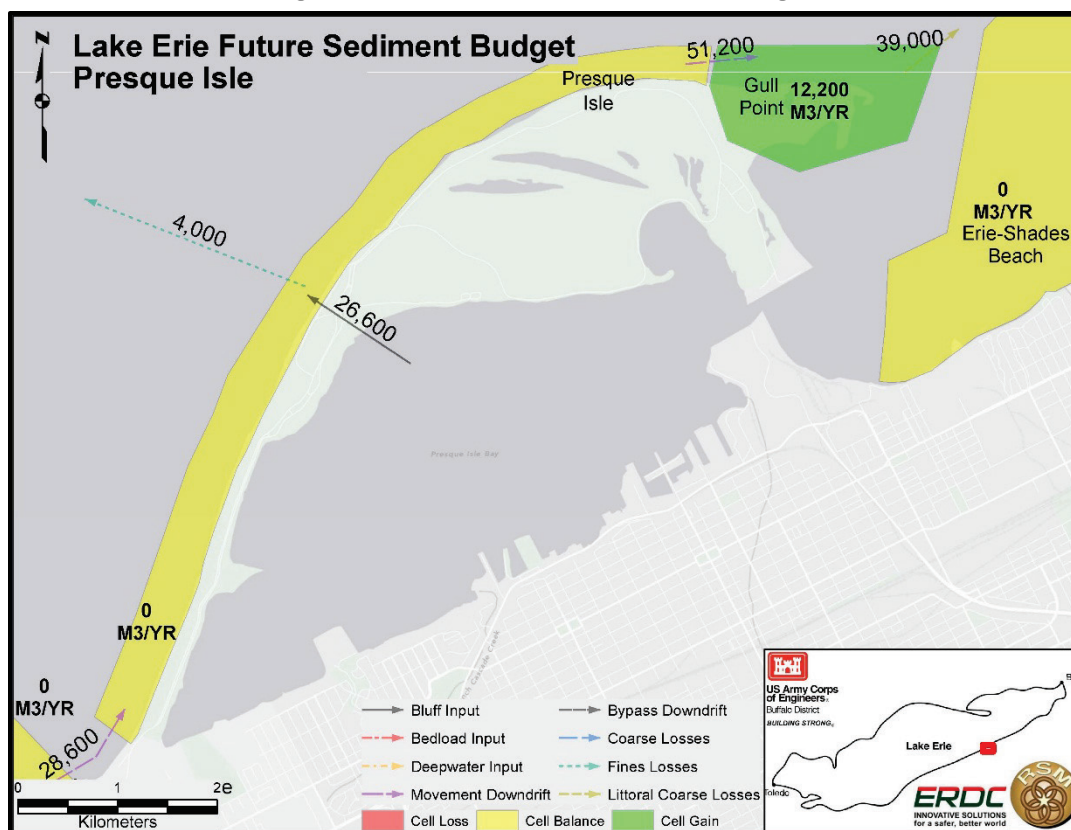 N
Lake Erie Future Sediment Budget
Presque Isle
51,200
39,000
Presque
Isle
Gull
Point
12,200
M3/YR
0
M3/YR
Erie-Shades
Beach
4,000
26,600
Presque Isle Bay
0
M3/YR
0
M3/YR
28,600
Cascade Creek
0 1 2
Kilometers
Bluff Input
Bedload Input
Deepwater Input
Movement Downdrift
Bypass Downdrift
Coarse Losses
Fines Losses
Littoral Coarse Losses
Cell Loss
Cell Balance
Cell Gain
US Army Corps
of Engineers
Buffalo District
BUILDING STRONG®
Lake Erie
Toledo
ERDC
INNOVATIVE SOLUTIONS
for a safer, better world
RSM